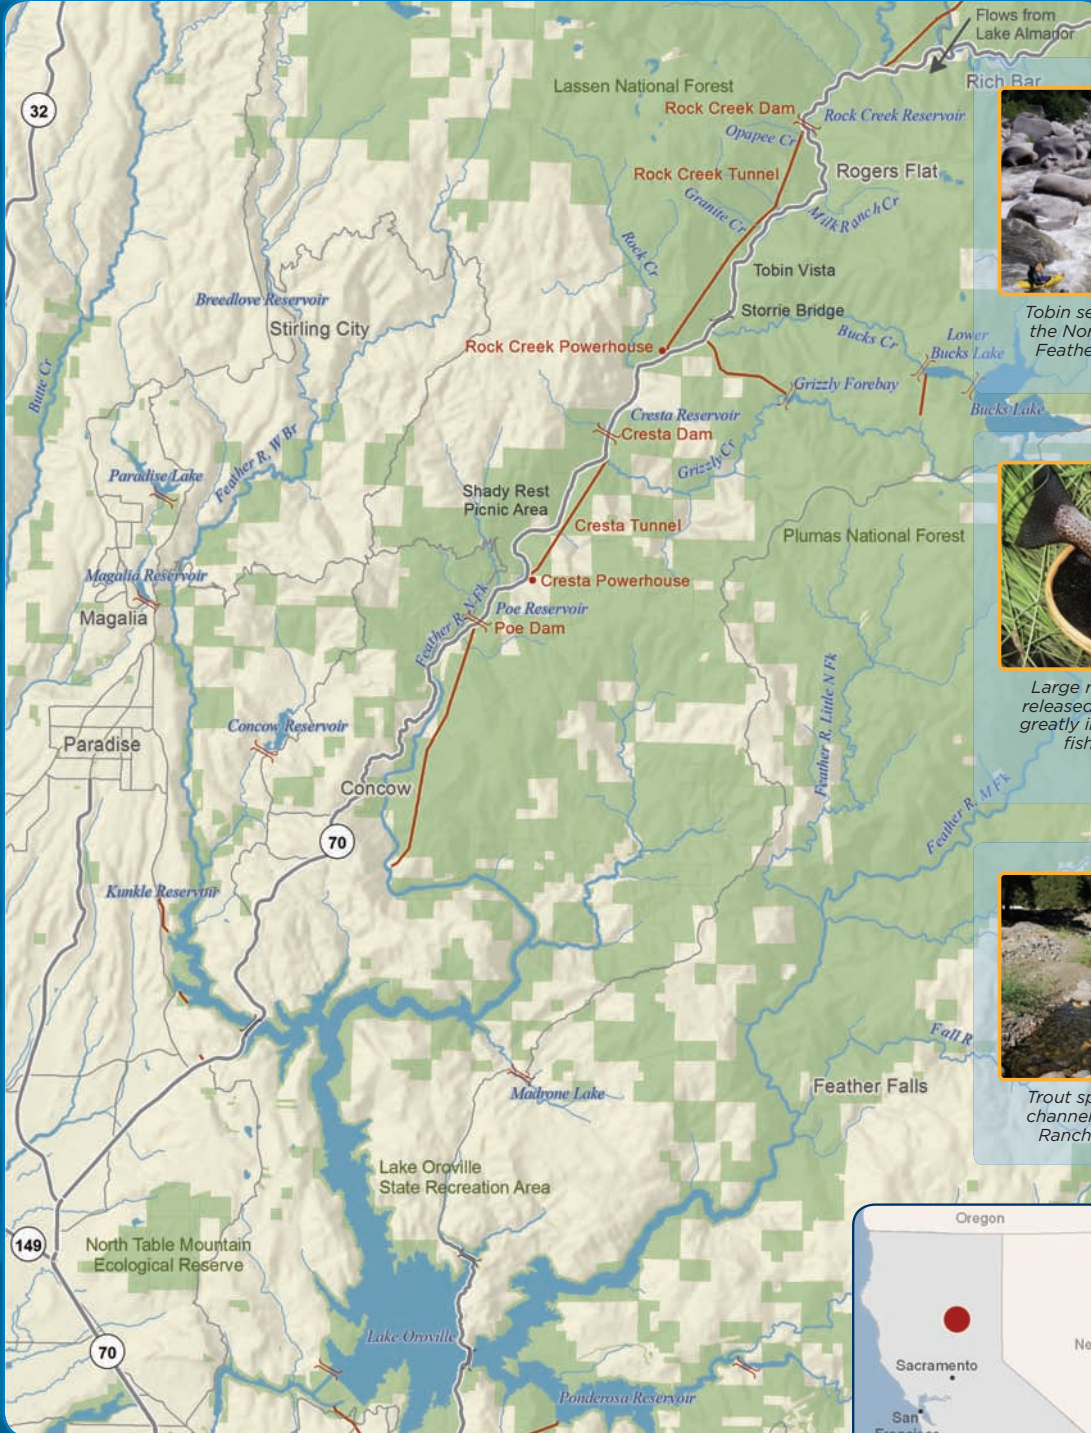 Flows from
Lake Almanor
Rich Bar
32
Lassen National Forest
Rock Creek Dam
Rock Creek Reservoir
Opapee Cr
Rock Creek Tunnel
Rogers Flat
Granite Cr
Milk Ranch Cr
Rock Cr
Tobin Vista
Breedlove Reservoir
Stirling City
Storrie Bridge
Tobin se
the Nor
Feathe
Rock Creek Powerhouse
Bucks Cr
Lower
Bucks Lake
Butte Cr
Grizzly Forebay
Bucks Lake
Cresta Reservoir
Cresta Dam
Feather R, W Br
Grizzly Cr
Paradise Lake
Shady Rest
Picnic Area
Cresta Tunnel
Plumas National Forest
Magalia Reservoir
Cresta Powerhouse
Magalia
Feather R, N Fk
Poe Reservoir
Poe Dam
Feather R, Little N Fk
Large r
released
greatly i
fish
Concow Reservoir
Paradise
Concow
Feather R, M Fk
70
Kunkle Reservoir
Fall R
Madrone Lake
Feather Falls
Trout sp
channel
Ranch
Lake Oroville
State Recreation Area
149
North Table Mountain
Ecological Reserve
Oregon
Lake Oroville
70
Ne
Sacramento
Ponderosa Reservoir
San
Francisco